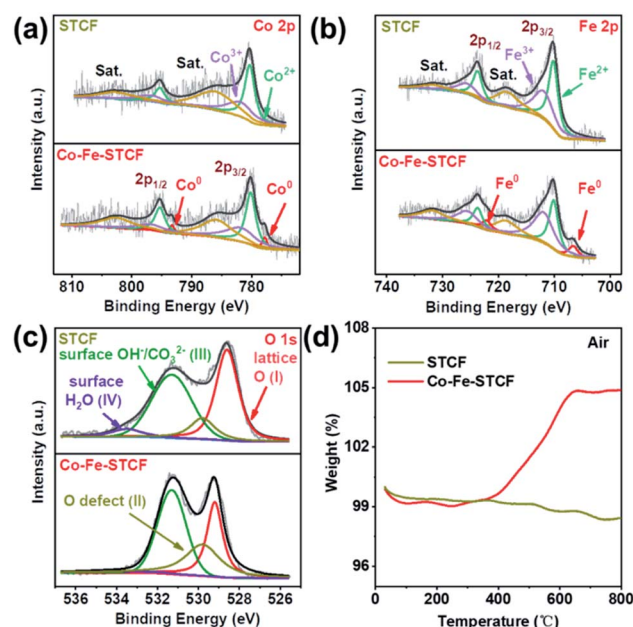 (a)
STCF
Co 2p
2p3/2
Sat.
Sat.
Co3+
Co2+
Co-Fe-STCF
2p1/2
2p3/2
Co0
Co0
Intensity (a.u.)
810 800 790 780
Binding Energy (eV)
(b)
STCF
Fe 2p
2p1/2
2p3/2
Fe3+
Sat.
Sat.
Fe2+
Co-Fe-STCF
Fe0
Fe0
Intensity (a.u.)
740 730 720 710 700
Binding Energy (eV)
(c)
STCF
O 1s
surface OH-/CO32- (III)
lattice
O (I)
surface
H2O (IV)
Co-Fe-STCF
O defect (II)
Intensity (a.u.)
536 534 532 530 528 526
Binding Energy (eV)
(d)
Air
STCF
Co-Fe-STCF
Weight (%)
108
105
102
99
96
0 200 400 600 800
Temperature (℃)